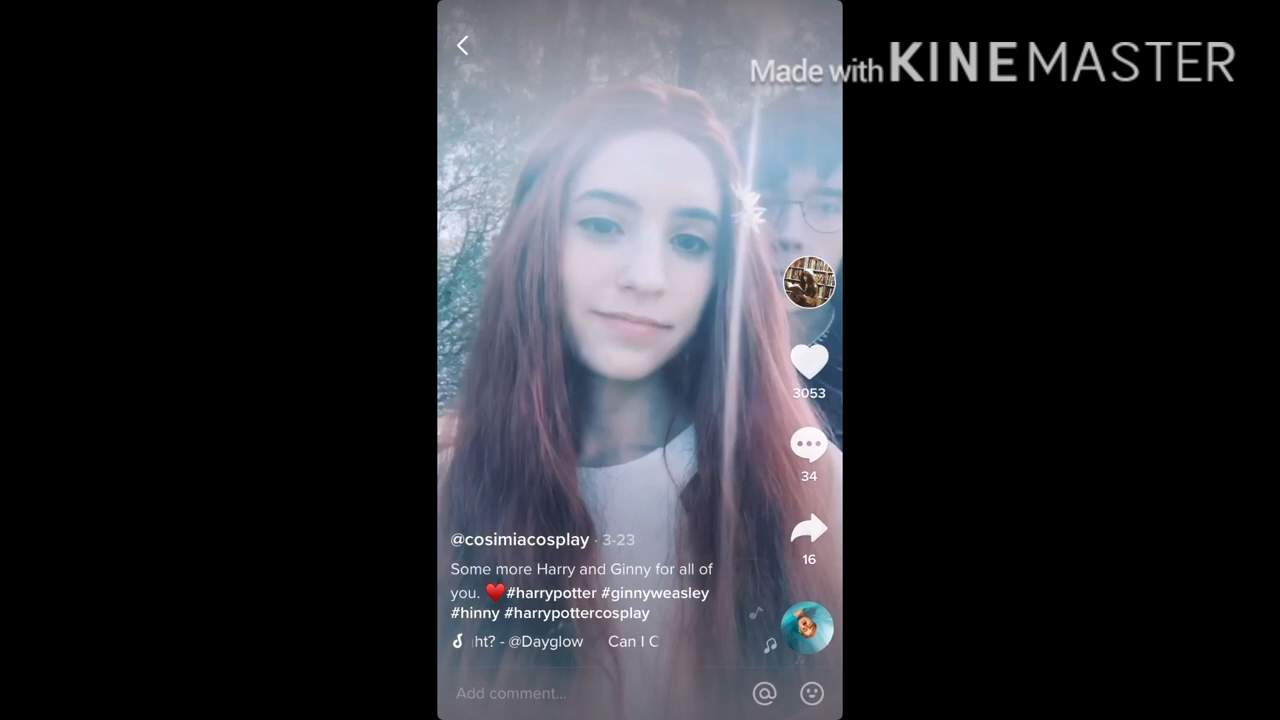 Made with KINEMASTER
3053
34
16
@cosimiacosplay · 3-23
Some more Harry and Ginny for all of
you. ❤️#harrypotter #ginnyweasley
#hinny #harrypottercosplay
ht? - @Dayglow Can I C
Add comment...